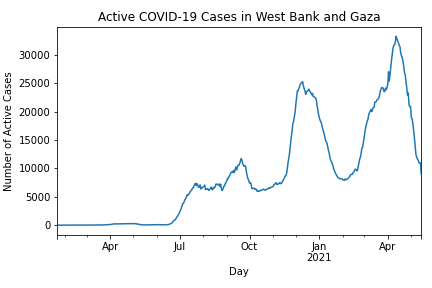 Active COVID-19 Cases in West Bank and Gaza
Number of Active Cases
30000
25000
20000
15000
10000
5000
0
Apr
Jul
Oct
Jan
2021
Apr
Day